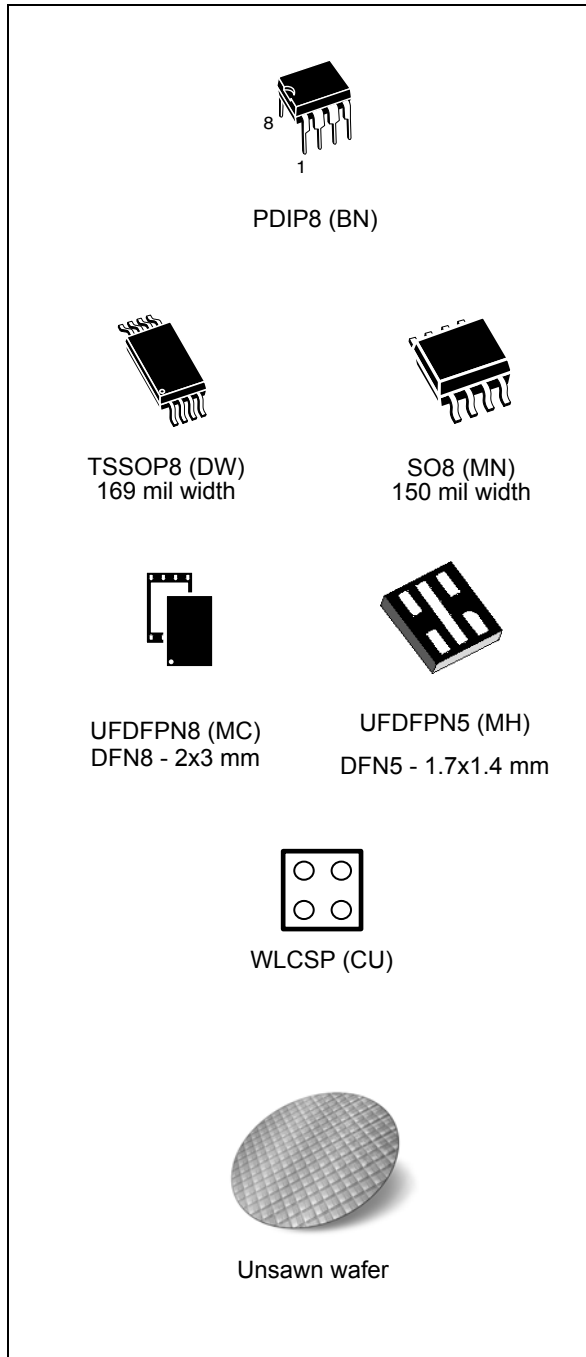 8
1
PDIP8 (BN)
TSSOP8 (DW)
169 mil width
SO8 (MN)
150 mil width
UFDFPN8 (MC)
DFN8 - 2x3 mm
UFDFPN5 (MH)
DFN5 - 1.7x1.4 mm
WLCSP (CU)
Unsawn wafer